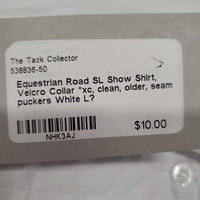 The Tack Collector
538636-50
Equestrian Road SL Show Shirt,
Velcro Collar *xc, clean, older, seam
puckers White L?
NHK3AJ
$10.00